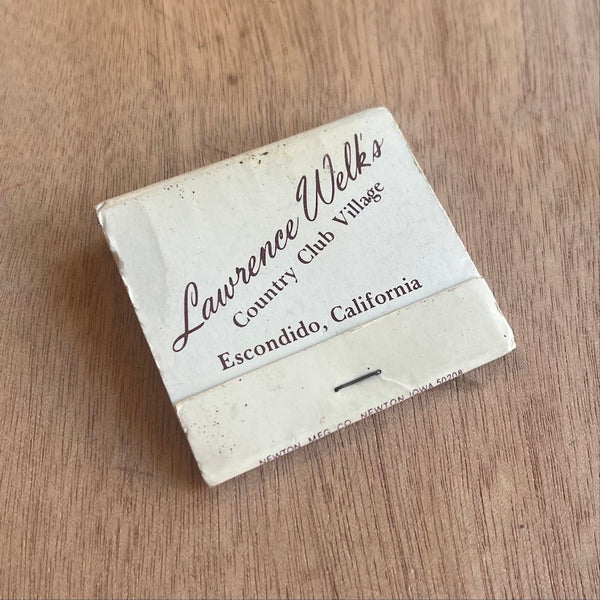 Lawrence Welk's
Country Club Village
Escondido, California
NEWTON MFG. CO. NEWTON IOWA 50208